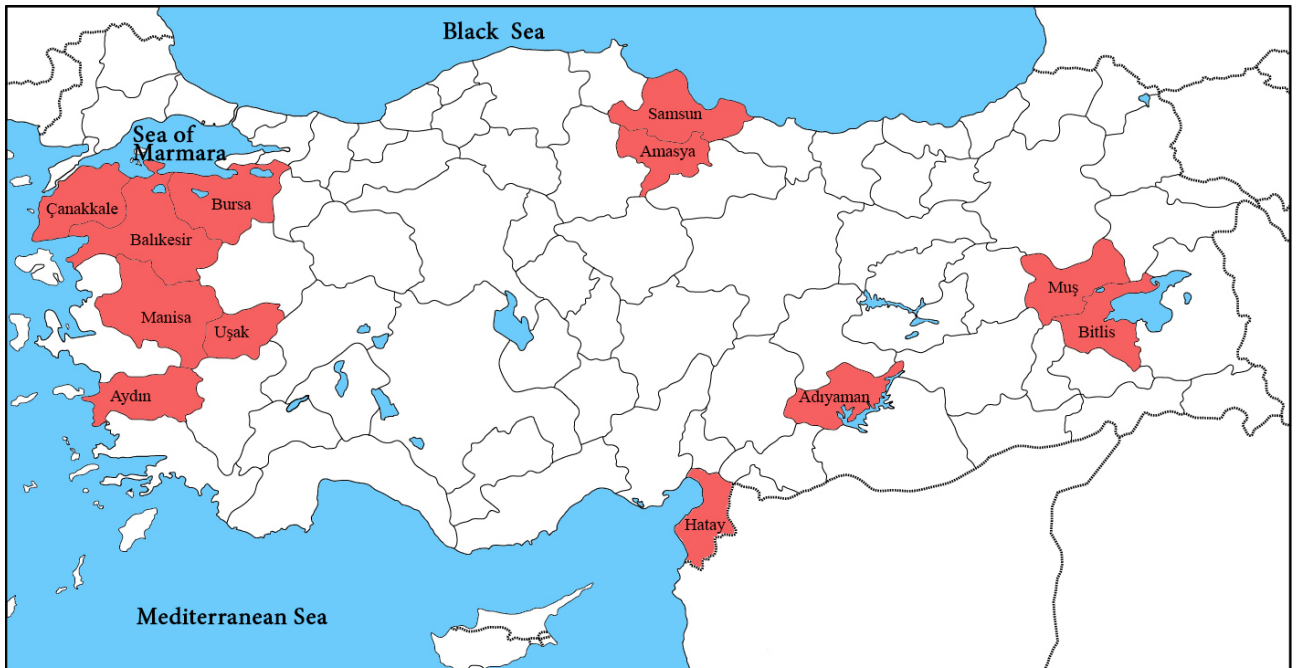 Black Sea
Samsun
Sea of
Marmara
Amasya
Çanakkale
Bursa
Balıkesir
Muş
Manisa
Uşak
Bitlis
Aydın
Adıyaman
Hatay
Mediterranean Sea